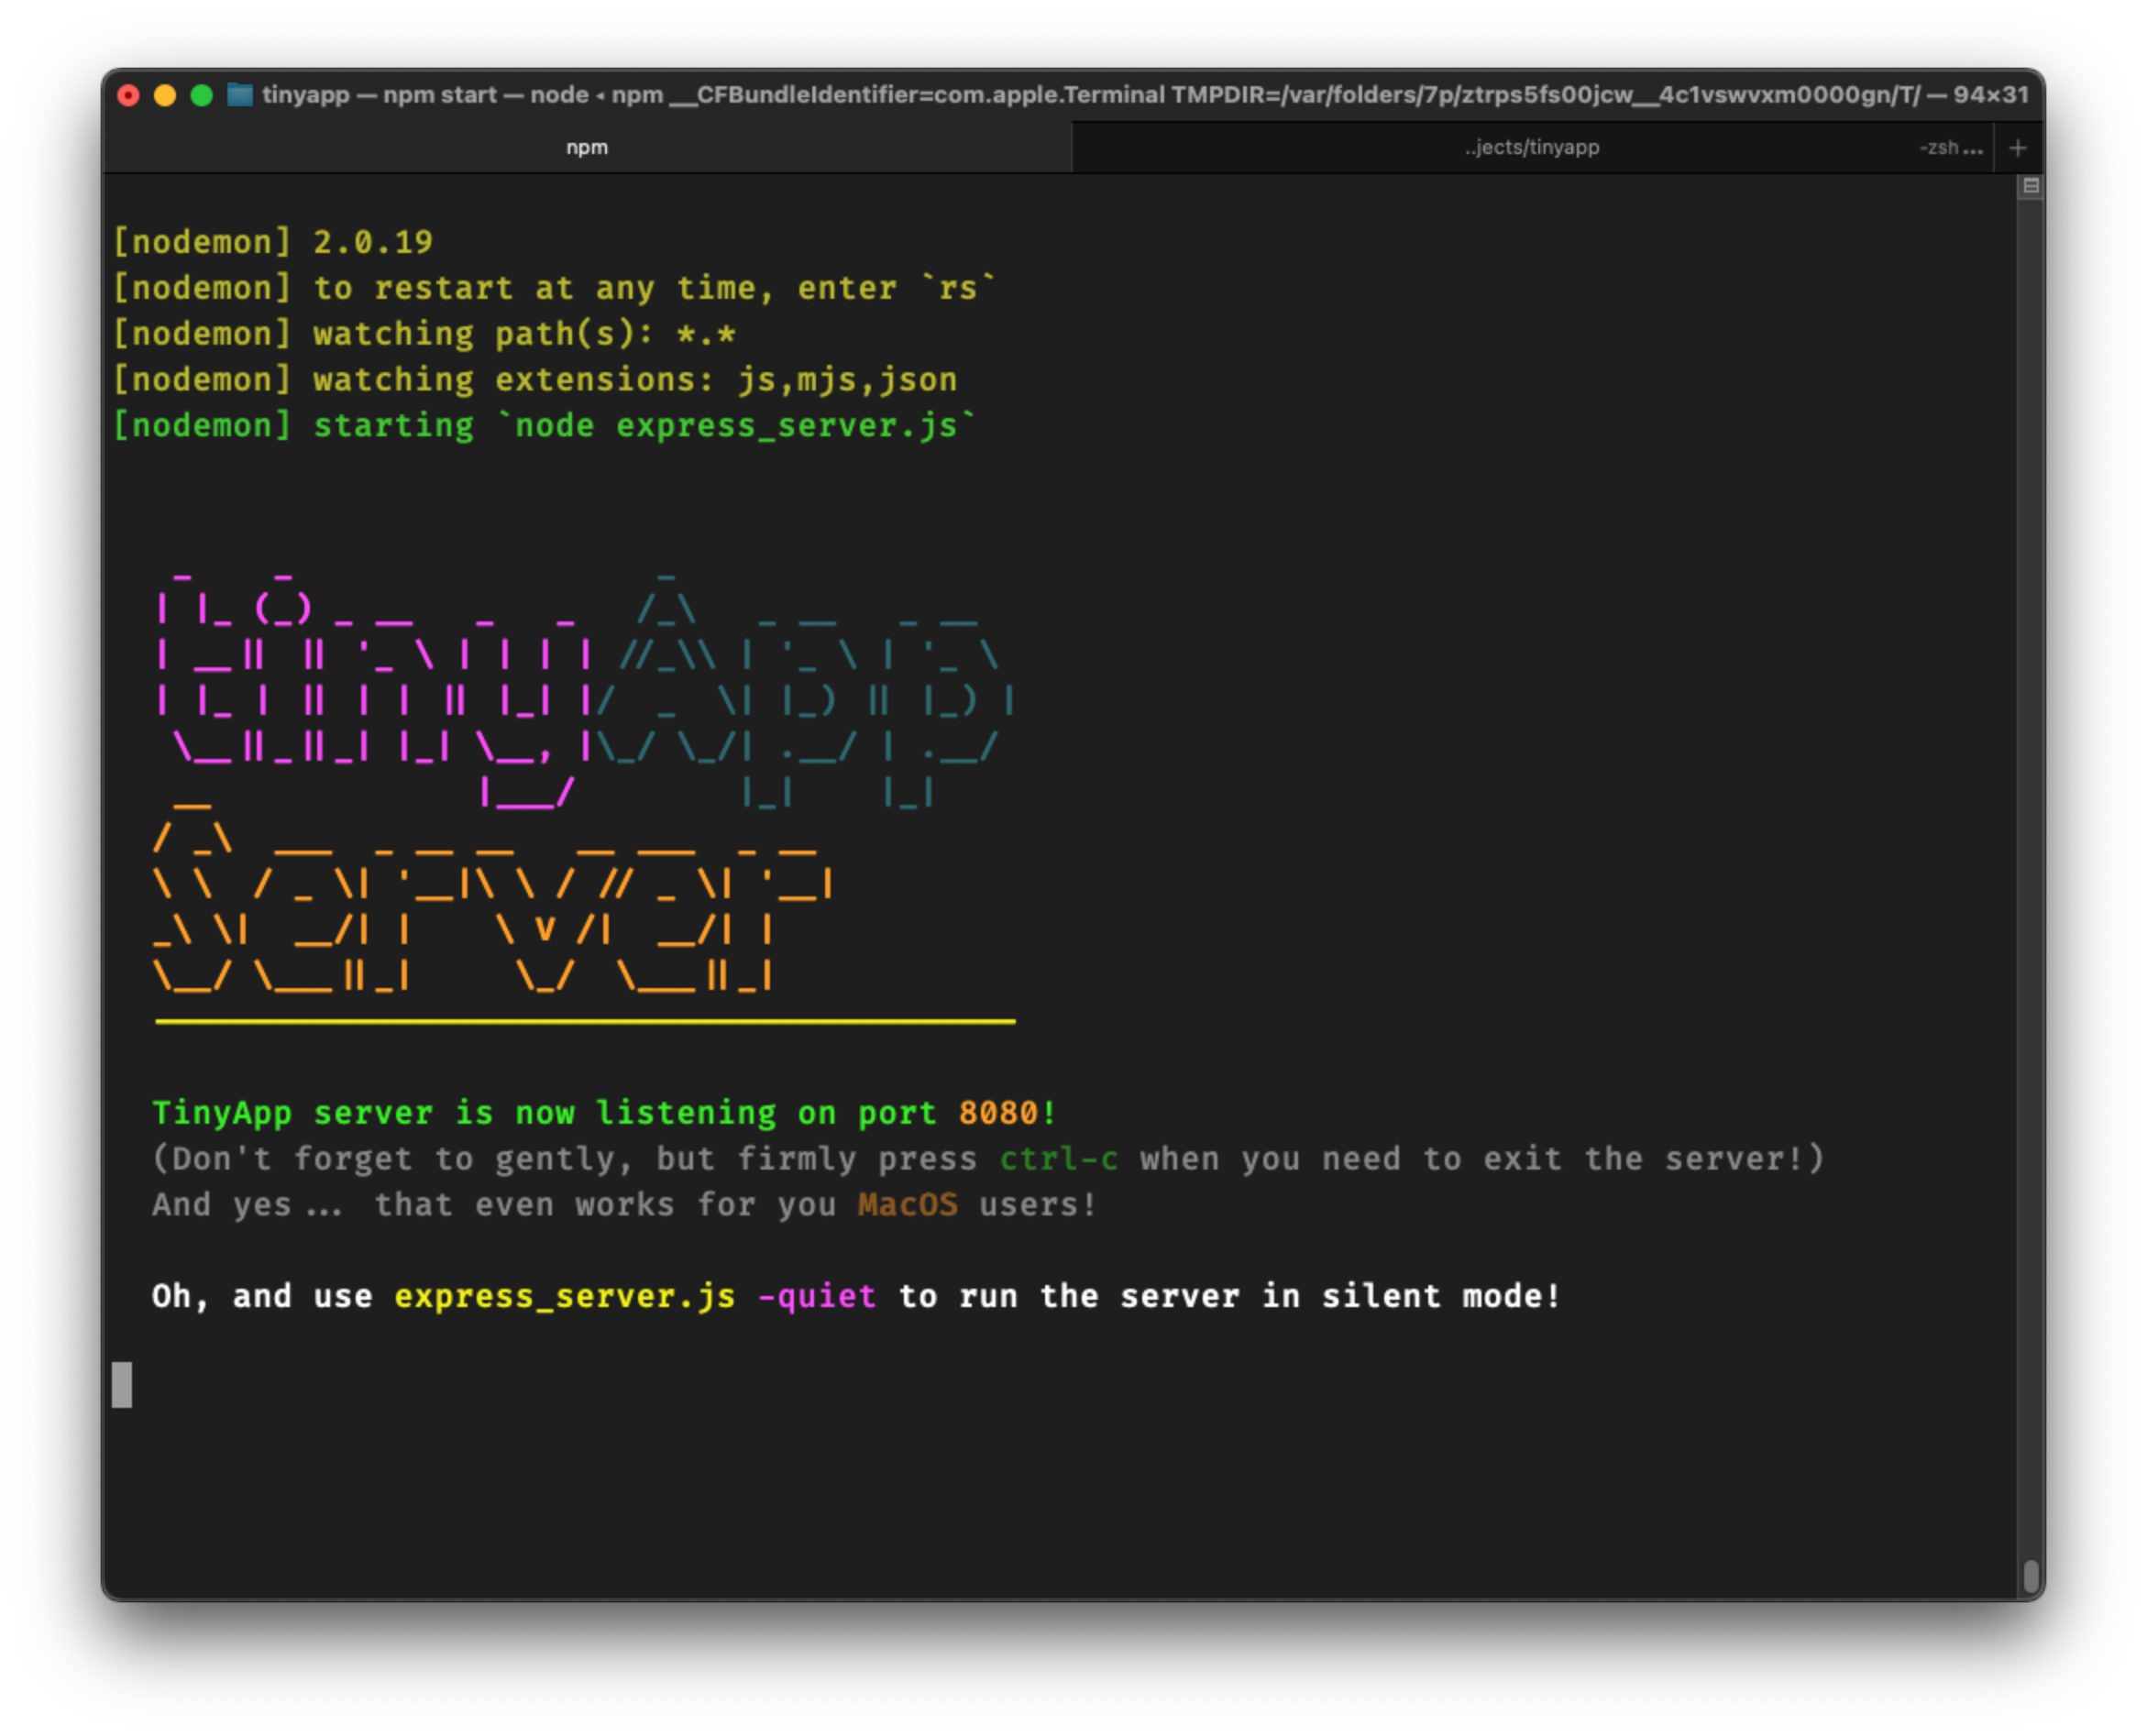 tinyapp — npm start — node ◂ npm __CFBundleIdentifier=com.apple.Terminal TMPDIR=/var/folders/7p/ztrps5fs00jcw__4c1vswvxm0000gn/T/ — 94×31
npm
..jects/tinyapp
-zsh ...
[nodemon] 2.0.19
[nodemon] to restart at any time, enter `rs`
[nodemon] watching path(s): *.*
[nodemon] watching extensions: js,mjs,json
[nodemon] starting `node express_server.js`
tinyApp
Server
TinyApp server is now listening on port 8080!
(Don't forget to gently, but firmly press ctrl-c when you need to exit the server!)
And yes... that even works for you MacOS users!
Oh, and use express_server.js -quiet to run the server in silent mode!